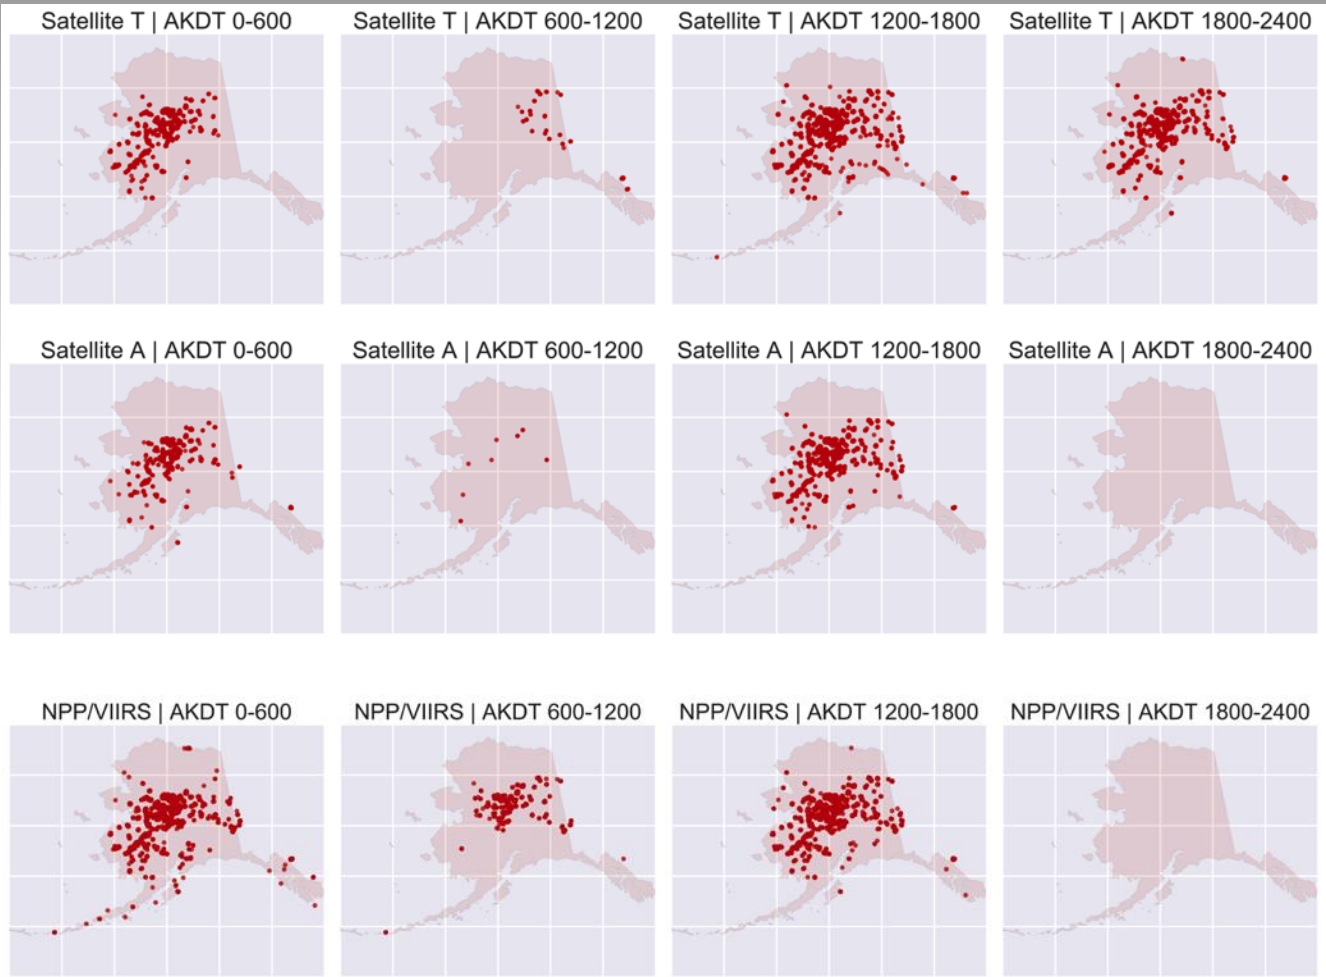 Satellite T | AKDT 0-600
Satellite T | AKDT 600-1200
Satellite T | AKDT 1200-1800
Satellite T | AKDT 1800-2400
Satellite A | AKDT 0-600
Satellite A | AKDT 600-1200
Satellite A | AKDT 1200-1800
Satellite A | AKDT 1800-2400
NPP/VIIRS | AKDT 0-600
NPP/VIIRS | AKDT 600-1200
NPP/VIIRS | AKDT 1200-1800
NPP/VIIRS | AKDT 1800-2400